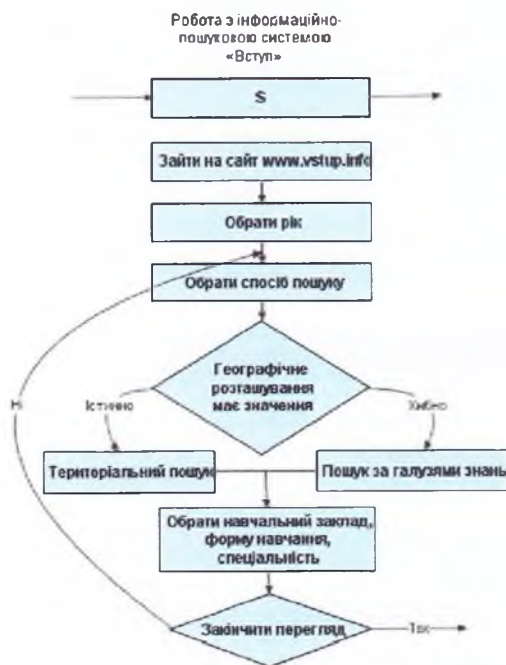 Робота з інформаційно-
пошуковою системою
«Вступ»
S
Зайти на сайт www.vstup.info
Обрати рік
Обрати спосіб пошуку
Географічне
розташування
має значення
Ні
Істинно
Хибно
Територіальний пошук
Пошук за галузями знань
Обрати навчальний заклад,
форму навчання,
спеціальність
Закінчити перегляд
Так